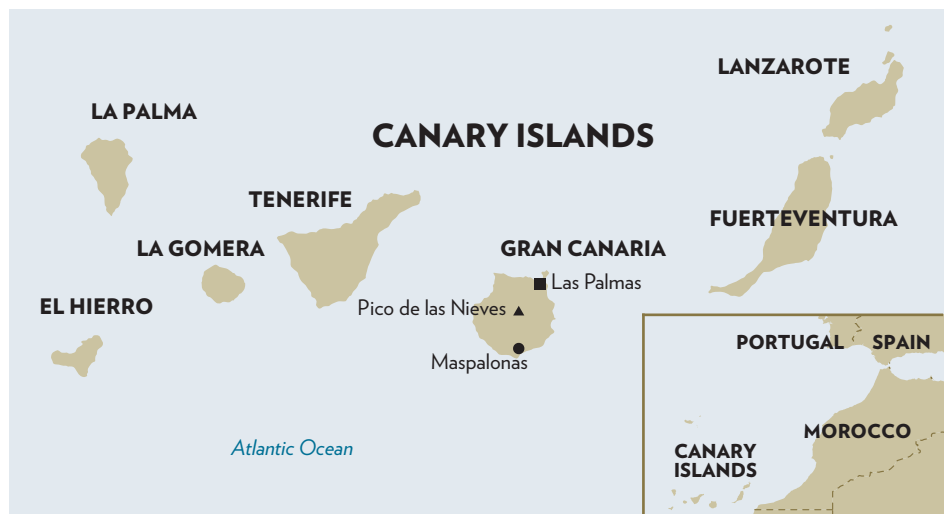 LANZAROTE
LA PALMA
CANARY ISLANDS
TENERIFE
FUERTEVENTURA
LA GOMERA
GRAN CANARIA
Las Palmas
EL HIERRO
Pico de las Nieves
Maspalonas
PORTUGAL
SPAIN
MOROCCO
Atlantic Ocean
CANARY
ISLANDS